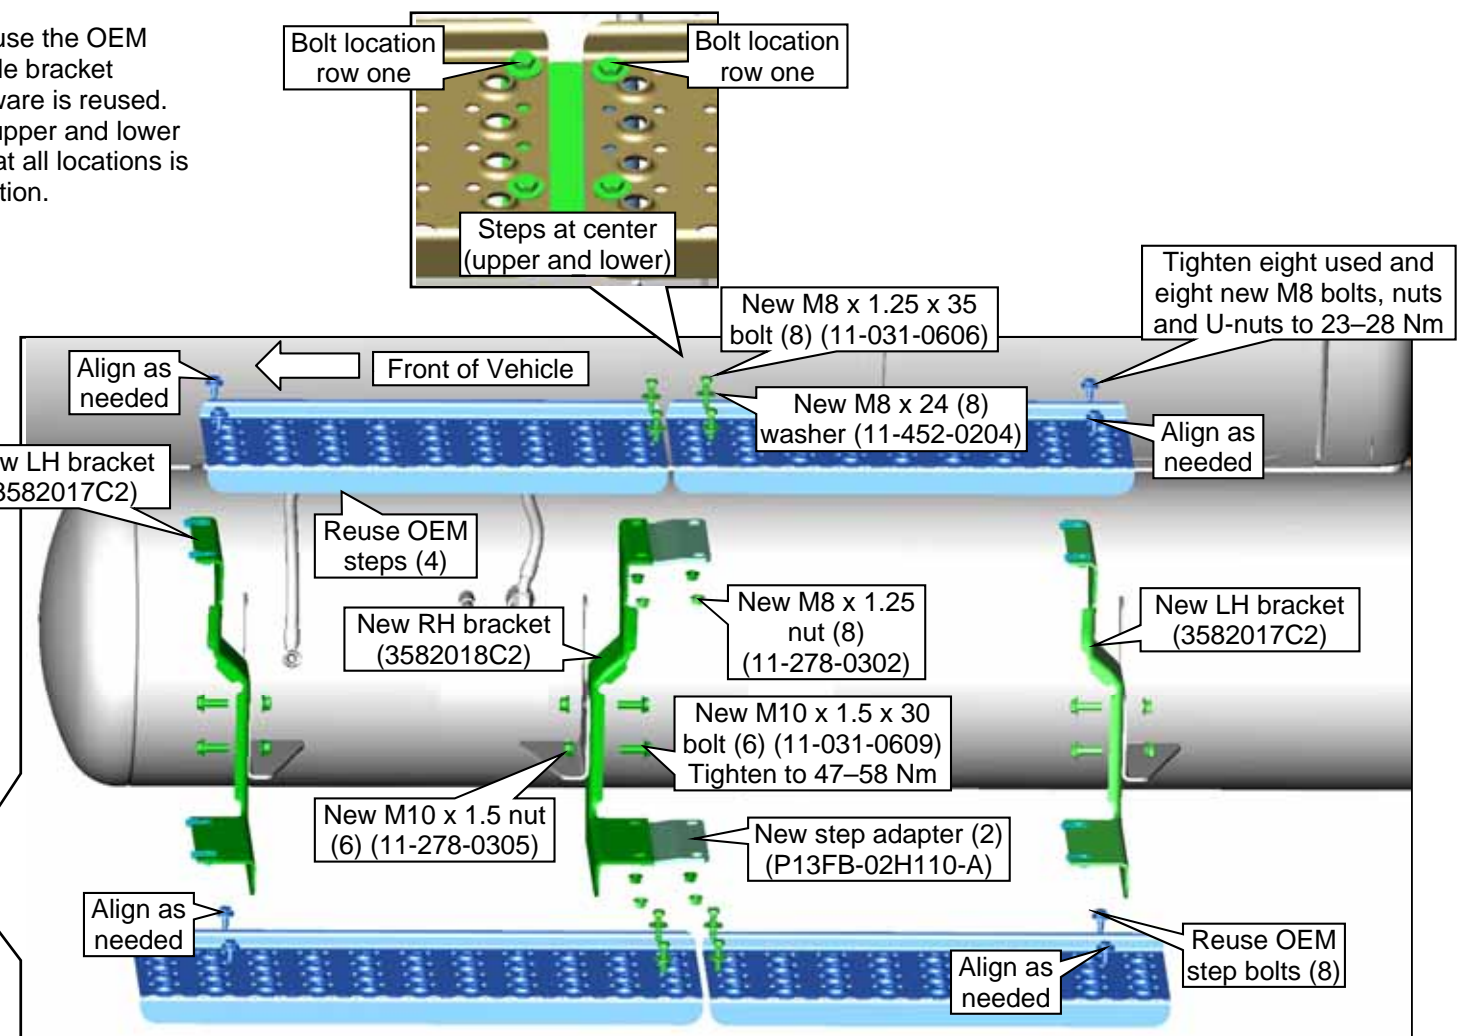 use the OEM
le bracket
ware is reused.
upper and lower
at all locations is
tion.
Bolt location
row one
Bolt location
row one
Steps at center
(upper and lower)
Tighten eight used and
eight new M8 bolts, nuts
and U-nuts to 23–28 Nm
New M8 x 1.25 x 35
bolt (8) (11-031-0606)
Align as
needed
Front of Vehicle
New M8 x 24 (8)
washer (11-452-0204)
Align as
needed
w LH bracket
3582017C2)
Reuse OEM
steps (4)
New RH bracket
(3582018C2)
New M8 x 1.25
nut (8)
(11-278-0302)
New LH bracket
(3582017C2)
New M10 x 1.5 x 30
bolt (6) (11-031-0609)
Tighten to 47–58 Nm
New M10 x 1.5 nut
(6) (11-278-0305)
New step adapter (2)
(P13FB-02H110-A)
Align as
needed
Align as
needed
Reuse OEM
step bolts (8)